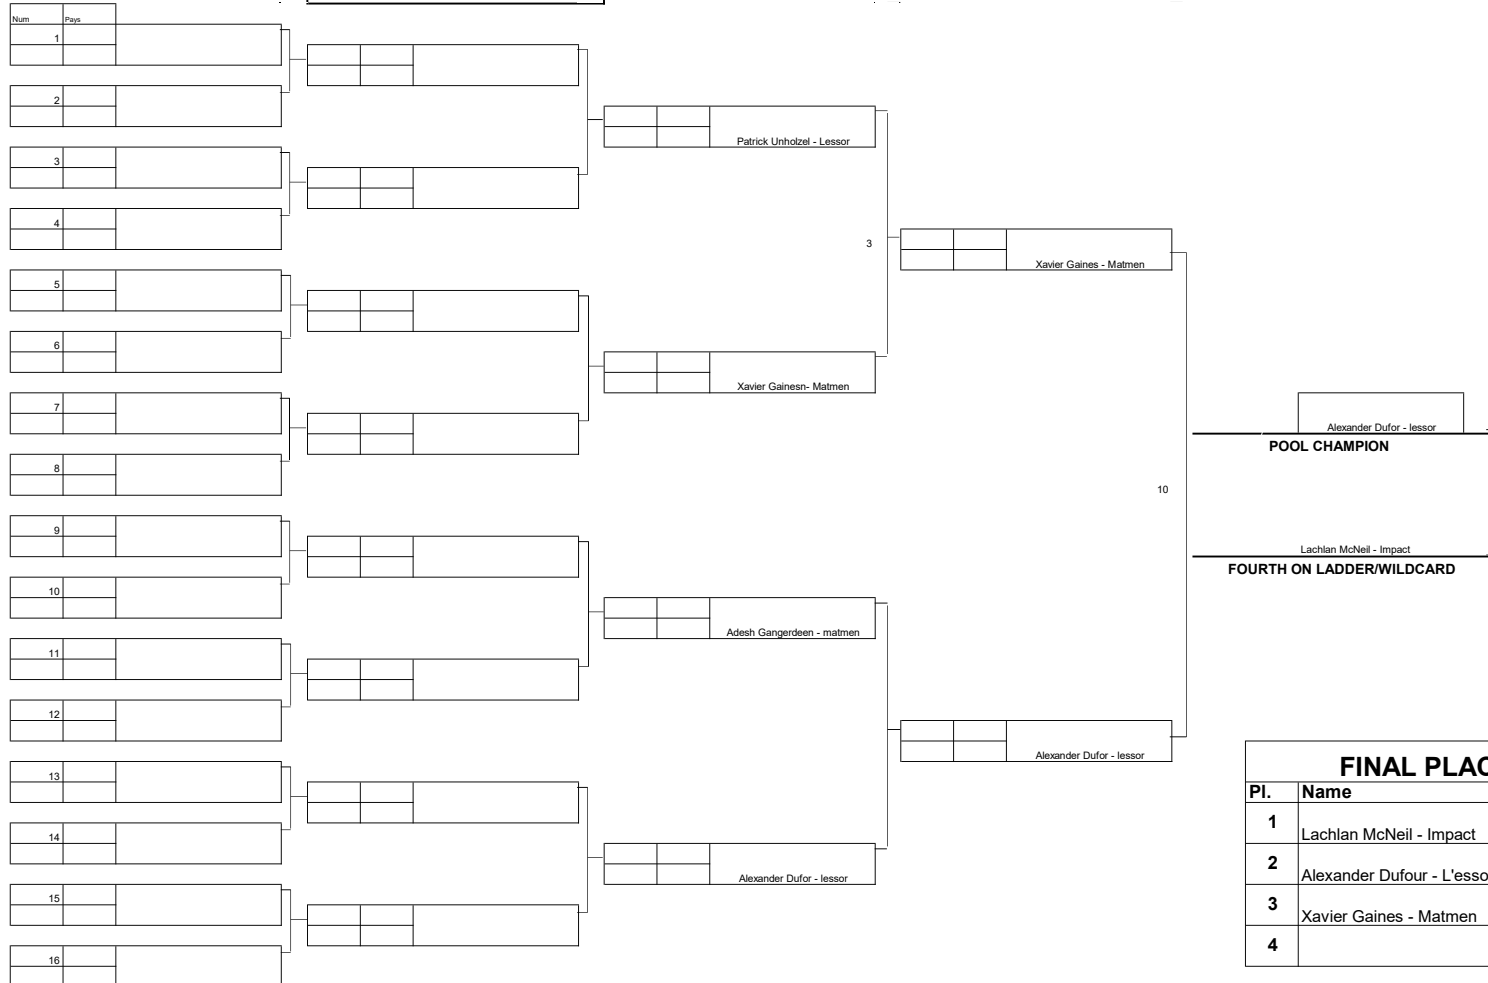 Num Pays
1
2
3
4
5
6
7
8
9
10
11
12
13
14
15
16
Patrick Unholzel - Lessor
3
Xavier Gainesn- Matmen
Adesh Gangerdeen - matmen
Alexander Dufor - lessor
Xavier Gaines - Matmen
10
Alexander Dufor - lessor
Alexander Dufor - lessor
POOL CHAMPION
Lachlan McNeil - Impact
FOURTH ON LADDER/WILDCARD
FINAL PLAC
Pl. Name
1 Lachlan McNeil - Impact
2 Alexander Dufour - L'esso
3 Xavier Gaines - Matmen
4